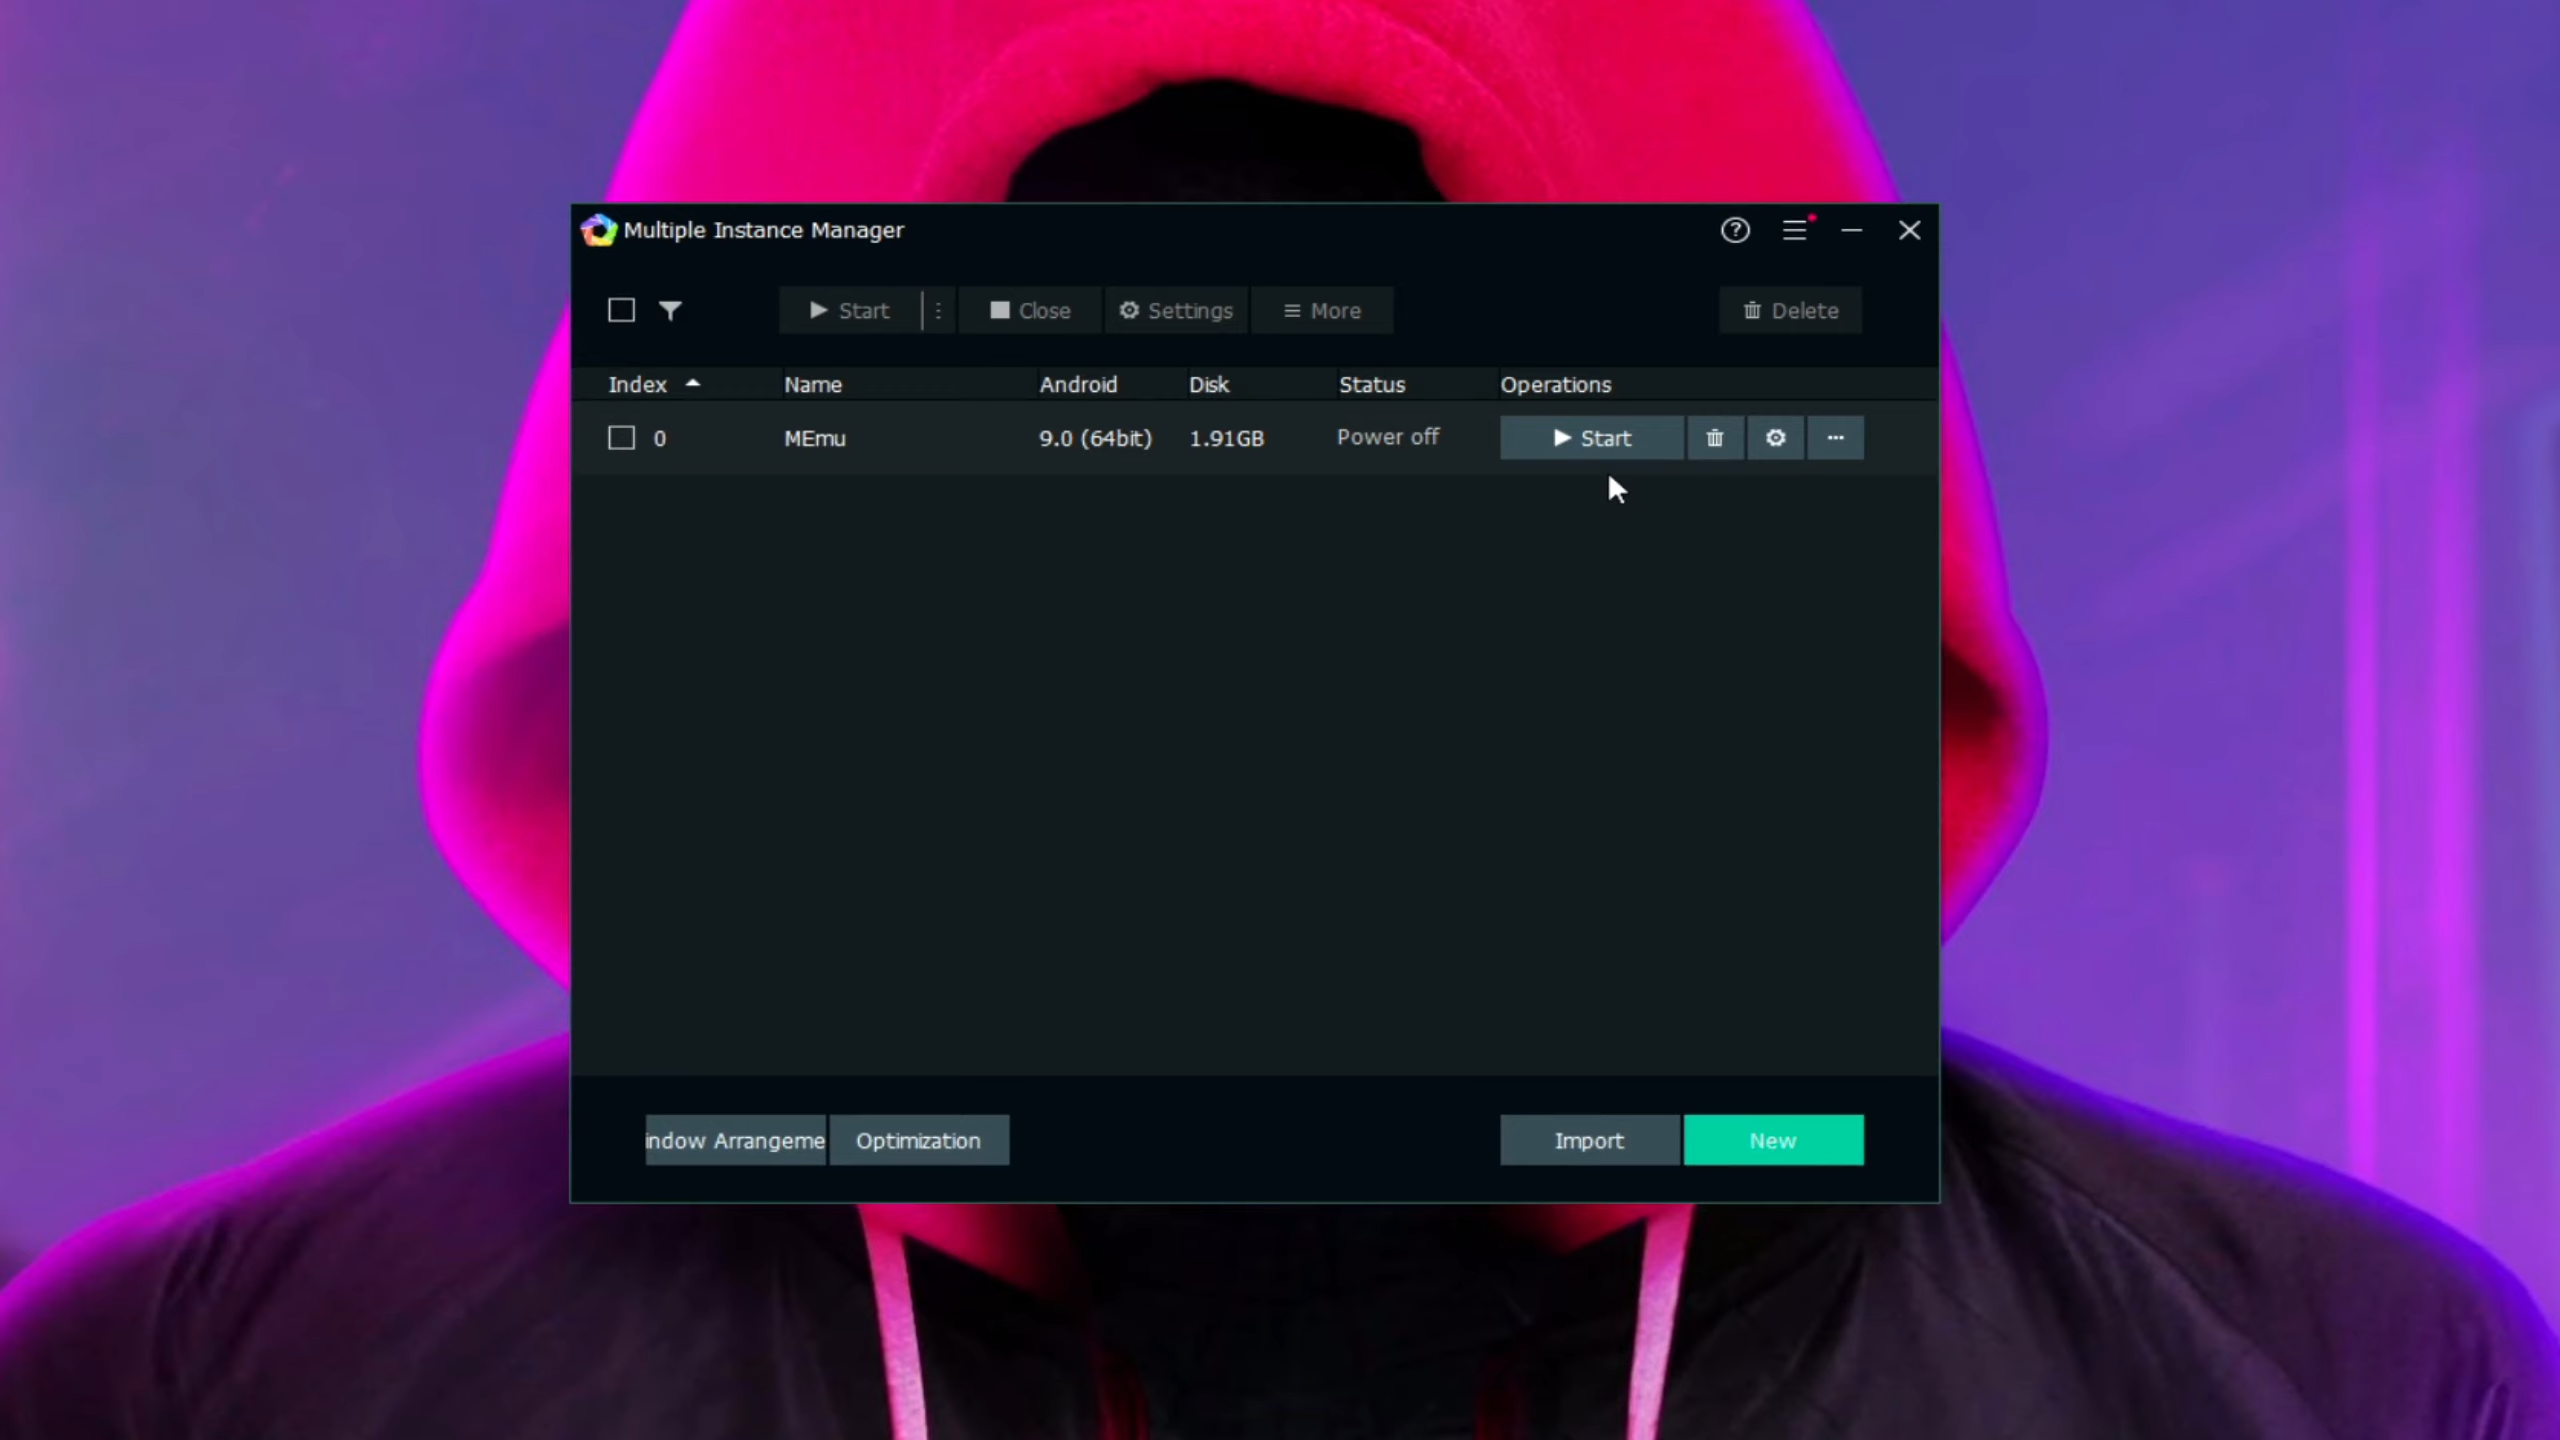 Multiple Instance Manager
Start Close Settings More Delete
Index Name Android Disk Status Operations
0 MEmu 9.0 (64bit) 1.91GB Power off Start
indow Arrangeme Optimization Import New